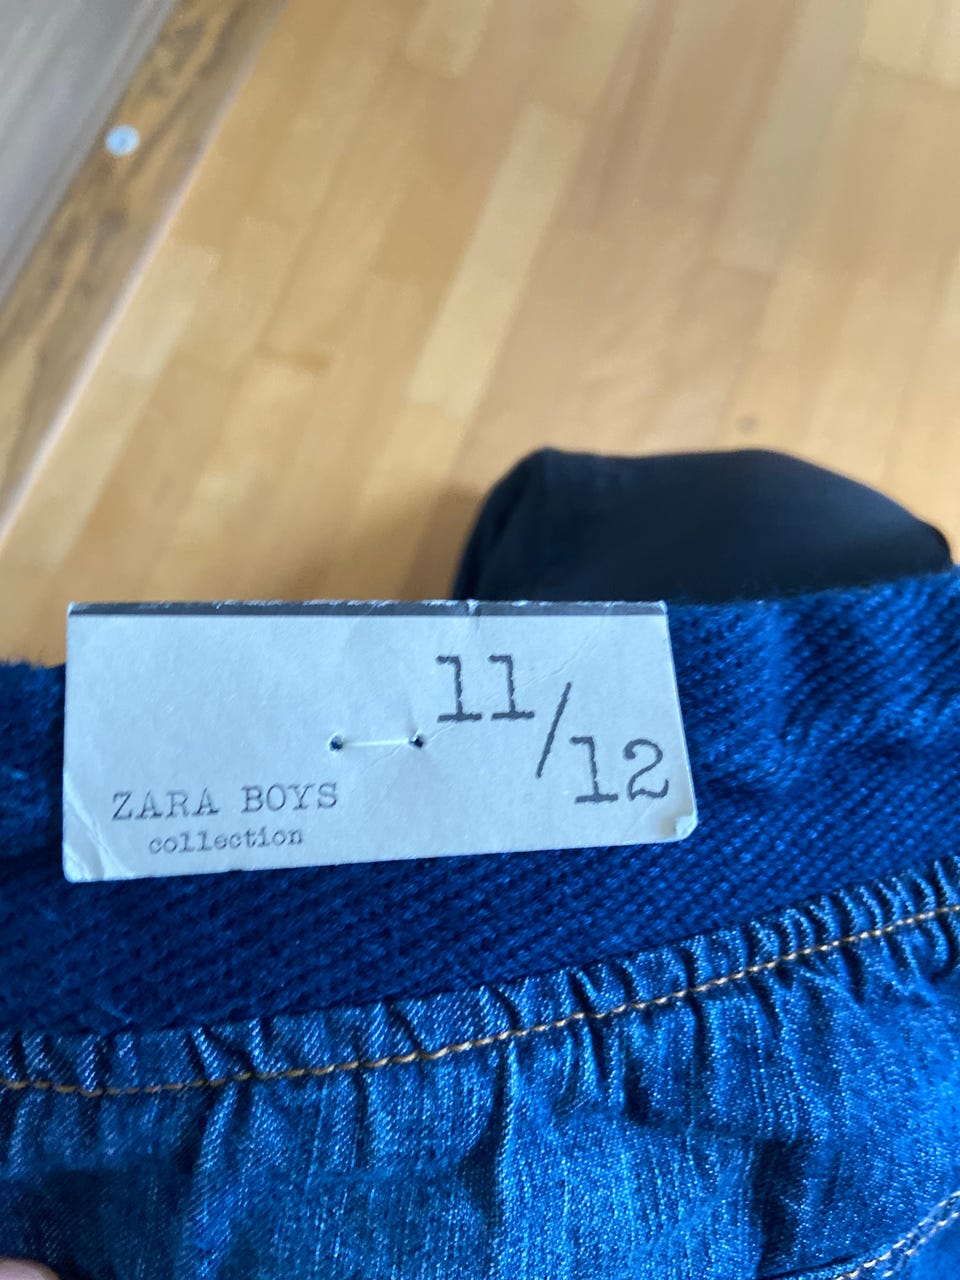 11/12
ZARA BOYS
collection